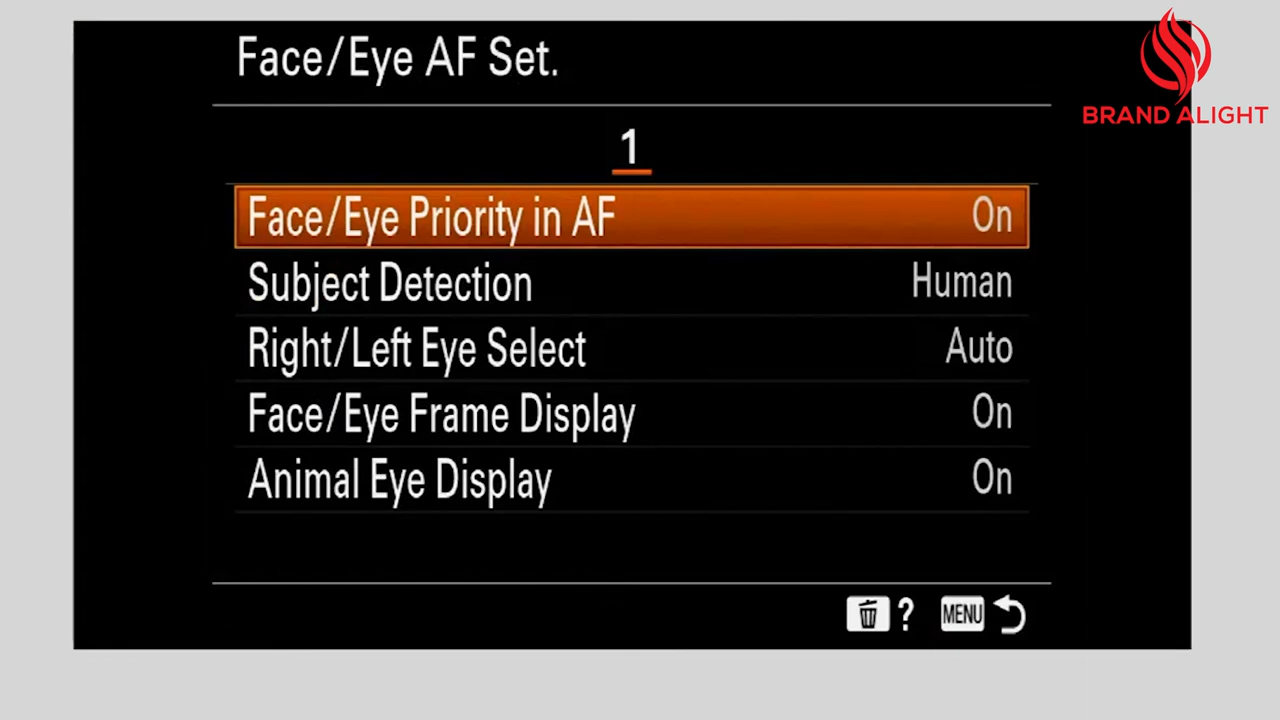 Face/Eye AF Set.
BRAND ALIGHT
1
Face/Eye Priority in AF On
Subject Detection Human
Right/Left Eye Select Auto
Face/Eye Frame Display On
Animal Eye Display On
? MENU